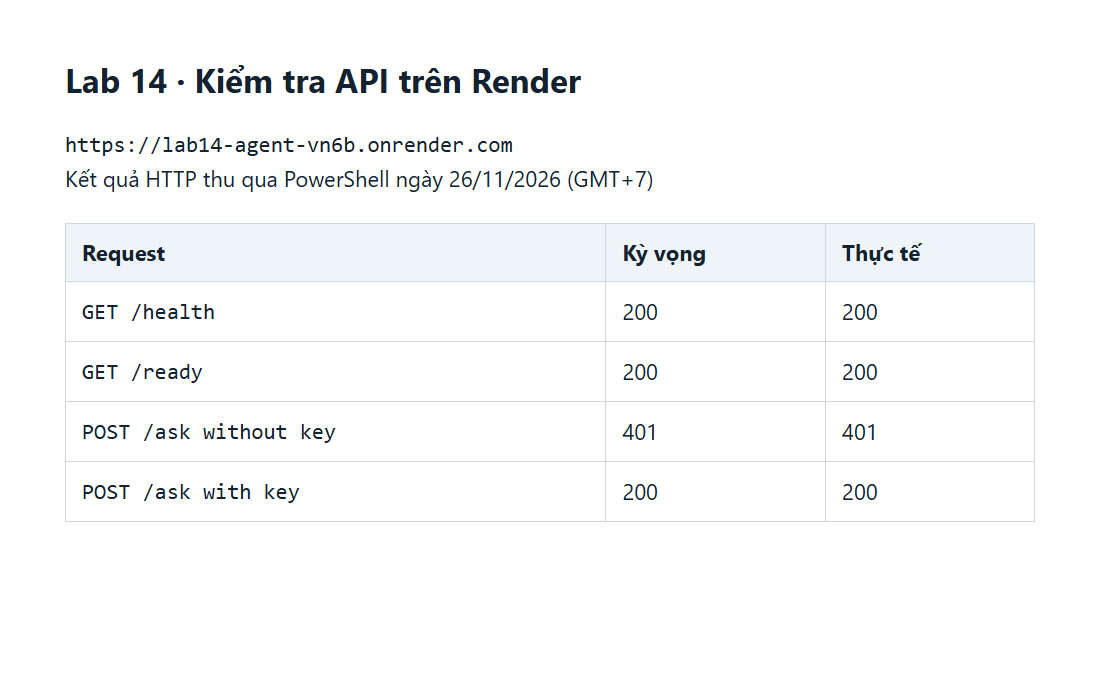 Lab 14 · Kiểm tra API trên Render
https://lab14-agent-vn6b.onrender.com
Kết quả HTTP thu qua PowerShell ngày 26/11/2026 (GMT+7)
Request Kỳ vọng Thực tế
GET /health 200 200
GET /ready 200 200
POST /ask without key 401 401
POST /ask with key 200 200